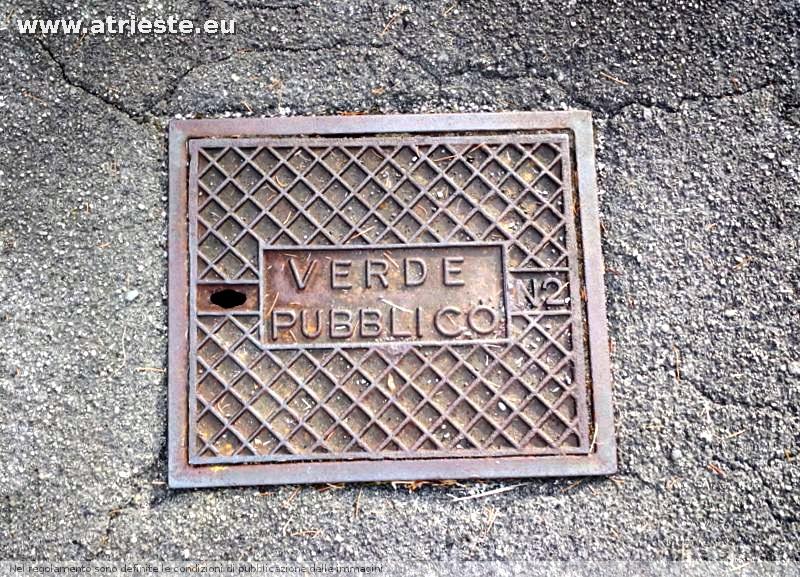 www.atrieste.eu
VERDE
PUBBLICO
N2
Nel regolamento sono definite le condizioni di pubblicazione delle immagini